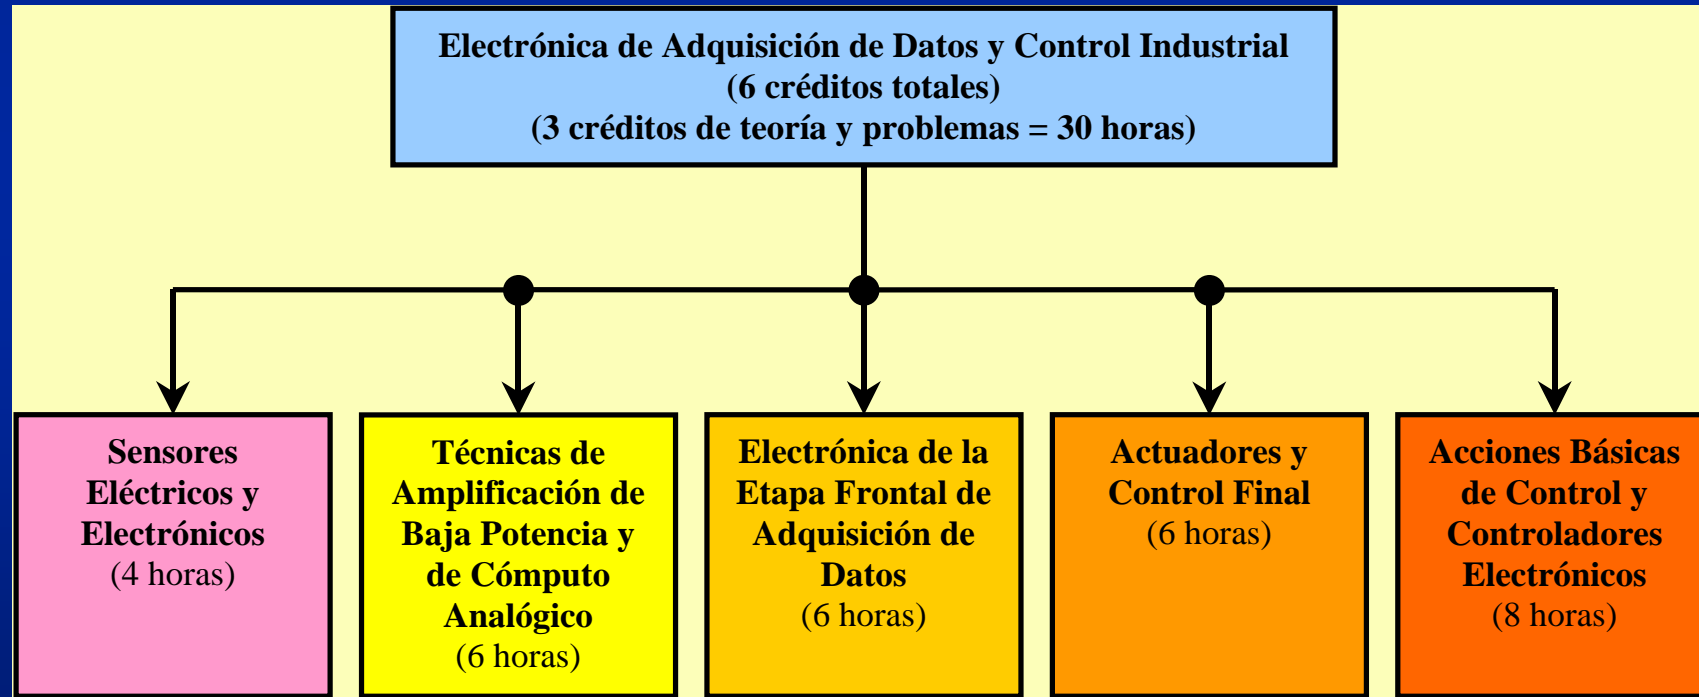 Electrónica de Adquisición de Datos y Control Industrial
(6 créditos totales)
(3 créditos de teoría y problemas = 30 horas)
Sensores
Eléctricos y
Electrónicos
(4 horas)
Técnicas de
Amplificación de
Baja Potencia y
de Cómputo
Analógico
(6 horas)
Electrónica de la
Etapa Frontal de
Adquisición de
Datos
(6 horas)
Actuadores y
Control Final
(6 horas)
Acciones Básicas
de Control y
Controladores
Electrónicos
(8 horas)